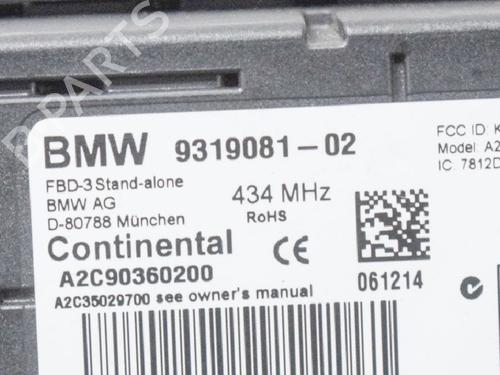 B PARTS
BMW 9319081-02
FBD-3 Stand-alone
BMW AG
D-80788 München
434 MHz
RoHS
Continental
CE
A2C90360200
A2C35029700 see owner's manual
061214
FCC ID: K
Model: A2
IC: 7812D